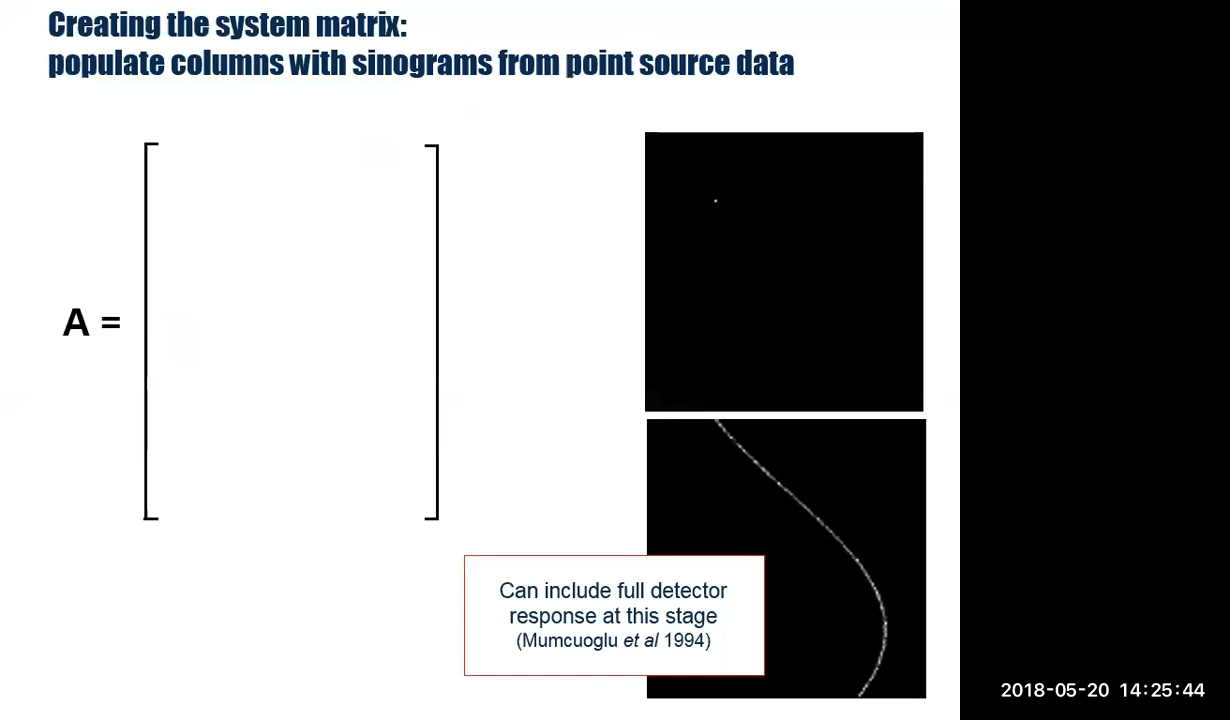 Creating the system matrix:
populate columns with sinograms from point source data
A =
Can include full detector
response at this stage
(Mumcuoglu et al 1994)
2018-05-20 14:25:44